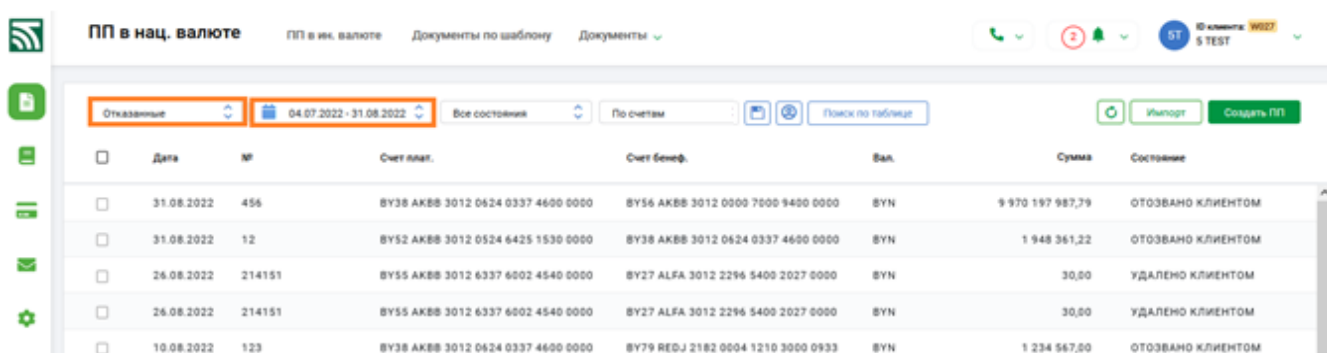 ПП в нац. валюте ПП в ин. валюте Документы по шаблону Документы 2 ST ID клиента: W027
S TEST
Отказанные 04.07.2022 - 31.08.2022 Все состояния По счетам Поиск по таблице Импорт Создать ПП
Дата № Счет плат. Счет бенеф. Вал. Сумма Состояние
31.08.2022 456 BY38 AKBB 3012 0624 0337 4600 0000 BY56 AKBB 3012 0000 7000 9400 0000 BYN 9 970 197 987,79 ОТОЗВАНО КЛИЕНТОМ
31.08.2022 12 BY52 AKBB 3012 0524 6425 1530 0000 BY38 AKBB 3012 0624 0337 4600 0000 BYN 1 948 361,22 ОТОЗВАНО КЛИЕНТОМ
26.08.2022 214151 BY55 AKBB 3012 6337 6002 4540 0000 BY27 ALFA 3012 2296 5400 2027 0000 BYN 30,00 УДАЛЕНО КЛИЕНТОМ
26.08.2022 214151 BY55 AKBB 3012 6337 6002 4540 0000 BY27 ALFA 3012 2296 5400 2027 0000 BYN 30,00 УДАЛЕНО КЛИЕНТОМ
10.08.2022 123 BY38 AKBB 3012 0624 0337 4600 0000 BY79 REDJ 2182 0004 1210 3000 0933 BYN 1 234 567,00 ОТОЗВАНО КЛИЕНТОМ